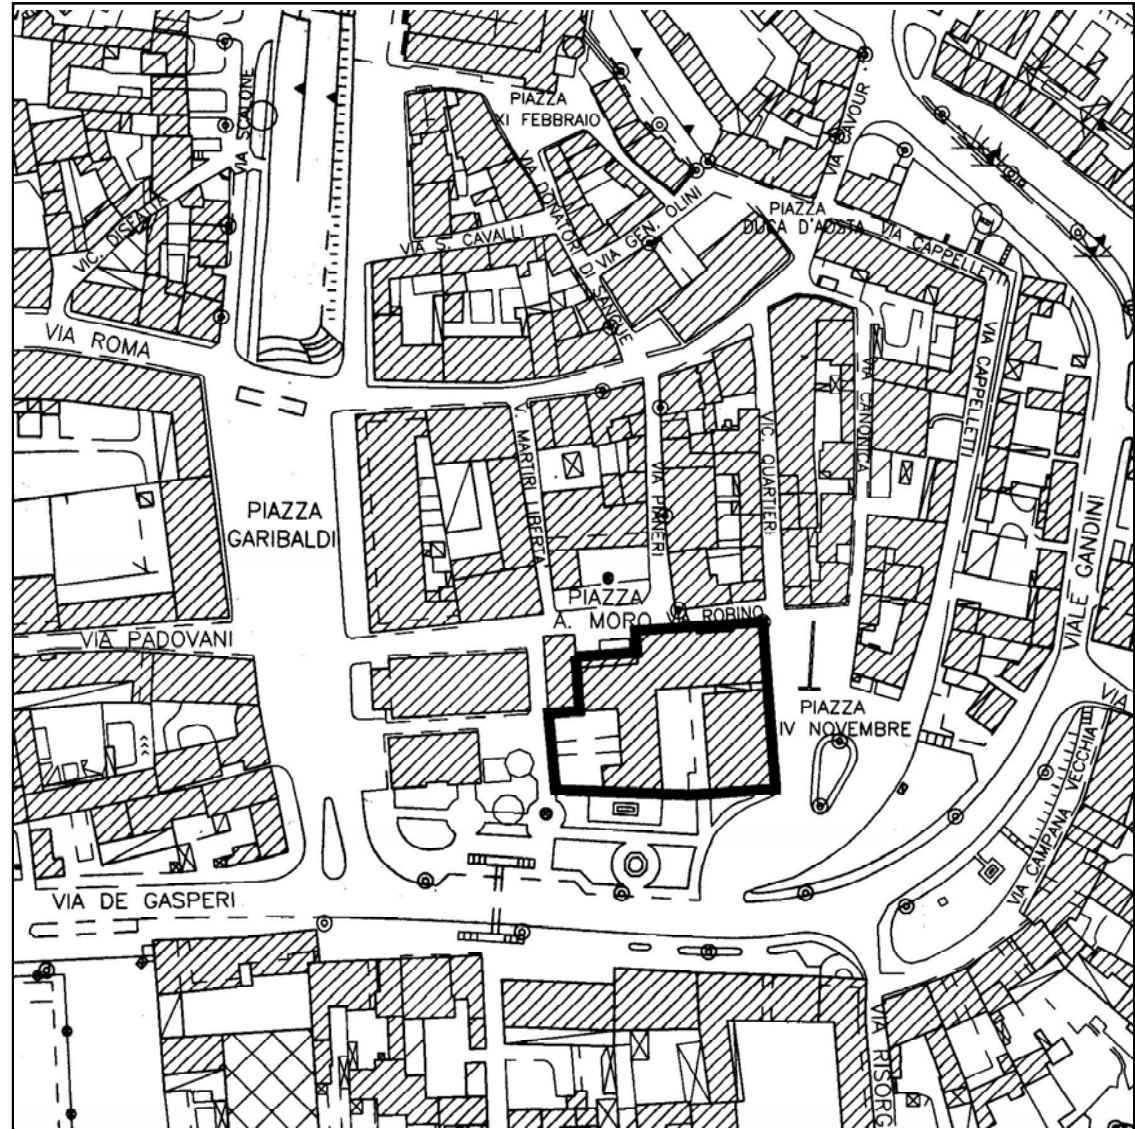 PIAZZA
XI FEBBRAIO
VIA SCALONE
VIA CAVOUR
VIA DONATORI DI SANGUE
VIA GEN. OLINI
PIAZZA
DUCA D'AOSTA
VIA S. CAVALLI
VIC. DISFATTA
VIA CAPPELLETTI
VIA ROMA
VIA CAPPELLETTI
VIA CANONICA
V. MARTIRI LIBERTA'
VIC. QUARTIERI
VIA PIANERI
PIAZZA
GARIBALDI
VIALE GANDINI
PIAZZA
A. MORO
VIA ROBINO
VIA PADOVANI
VIA
PIAZZA
IV NOVEMBRE
VIA CAMPANA VECCHIA
VIA DE GASPERI
VIA RISORG